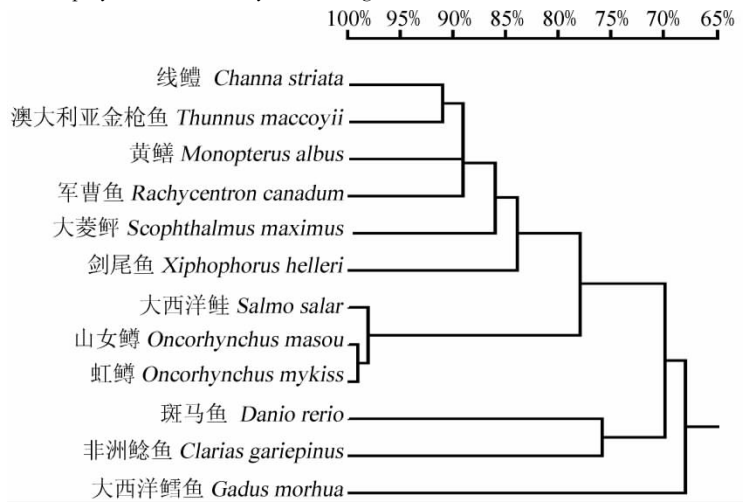 100% 95% 90% 85% 80% 75% 70% 65%
线鳢 Channa striata
澳大利亚金枪鱼 Thunnus maccoyii
黄鳝 Monopterus albus
军曹鱼 Rachycentron canadum
大菱鲆 Scophthalmus maximus
剑尾鱼 Xiphophorus helleri
大西洋鲑 Salmo salar
山女鳟 Oncorhynchus masou
虹鳟 Oncorhynchus mykiss
斑马鱼 Danio rerio
非洲鲶鱼 Clarias gariepinus
大西洋鳕鱼 Gadus morhua